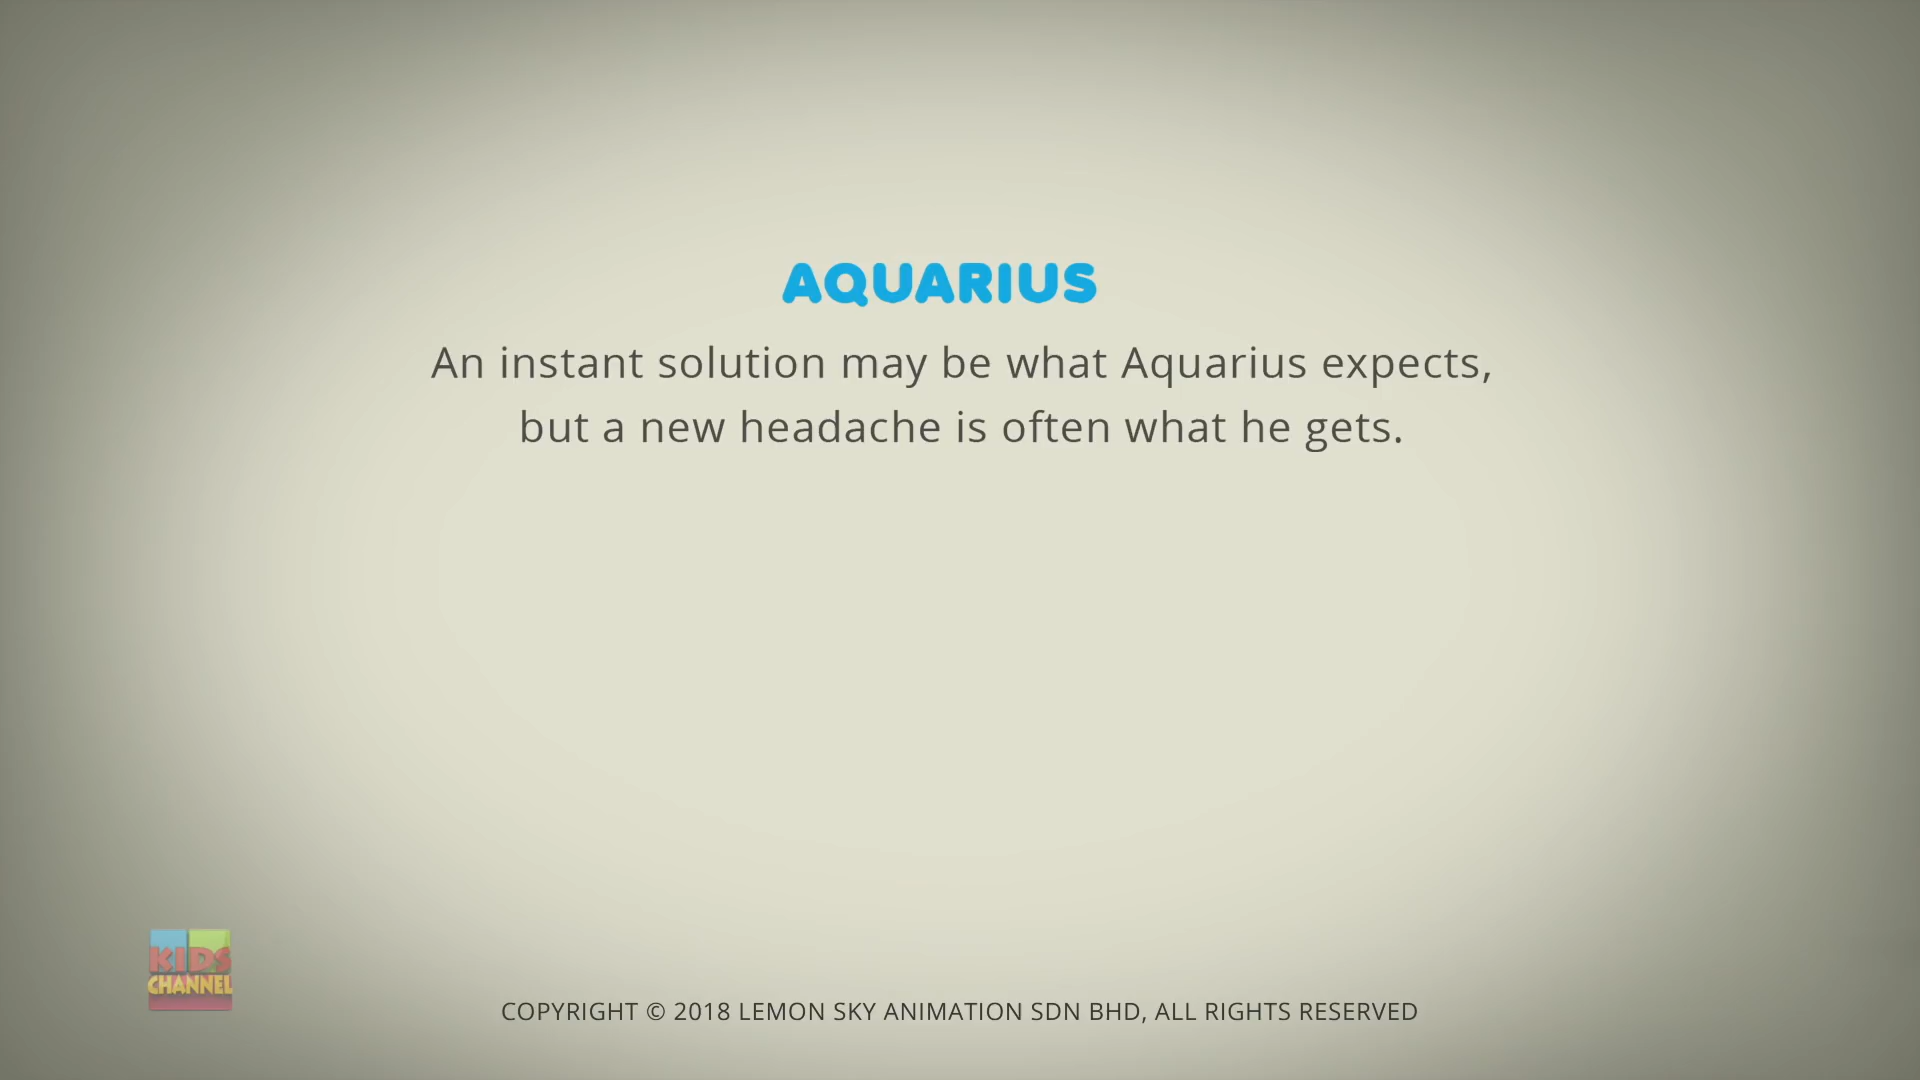 AQUARIUS
An instant solution may be what Aquarius expects,
but a new headache is often what he gets.
KIDS
CHANNEL
COPYRIGHT © 2018 LEMON SKY ANIMATION SDN BHD, ALL RIGHTS RESERVED